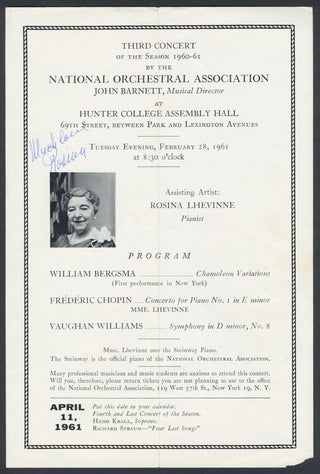 THIRD CONCERT
OF THE SEASON 1960-61
BY THE
NATIONAL ORCHESTRAL ASSOCIATION
JOHN BARNETT, Musical Director
AT
HUNTER COLLEGE ASSEMBLY HALL
69TH STREET, BETWEEN PARK AND LEXINGTON AVENUES
TUESDAY EVENING, FEBRUARY 28, 1961
at 8:30 o'clock
Much love
Rosina
Assisting Artist:
ROSINA LHEVINNE
Pianist
PROGRAM
WILLIAM BERGSMA Chameleon Variations
(First performance in New York)
FRÉDÉRIC CHOPIN Concerto for Piano No. 1 in E minor
MME. LHEVINNE
VAUGHAN WILLIAMS Symphony in D minor, No. 8
Mme. Lhevinne uses the Steinway Piano.
The Steinway is the official piano of the NATIONAL ORCHESTRAL ASSOCIATION.
Many professional musicians and music students are anxious to attend this concert.
Will you, therefore, please return tickets you are not planning to use to the office
of the National Orchestral Association, 119 West 57th St., New York 19, N. Y.
APRIL
11,
1961
Put this date in your calendar.
Fourth and Last Concert of the Season.
HEIDI KRALL, Soprano.
RICHARD STRAUSS—"Four Last Songs"